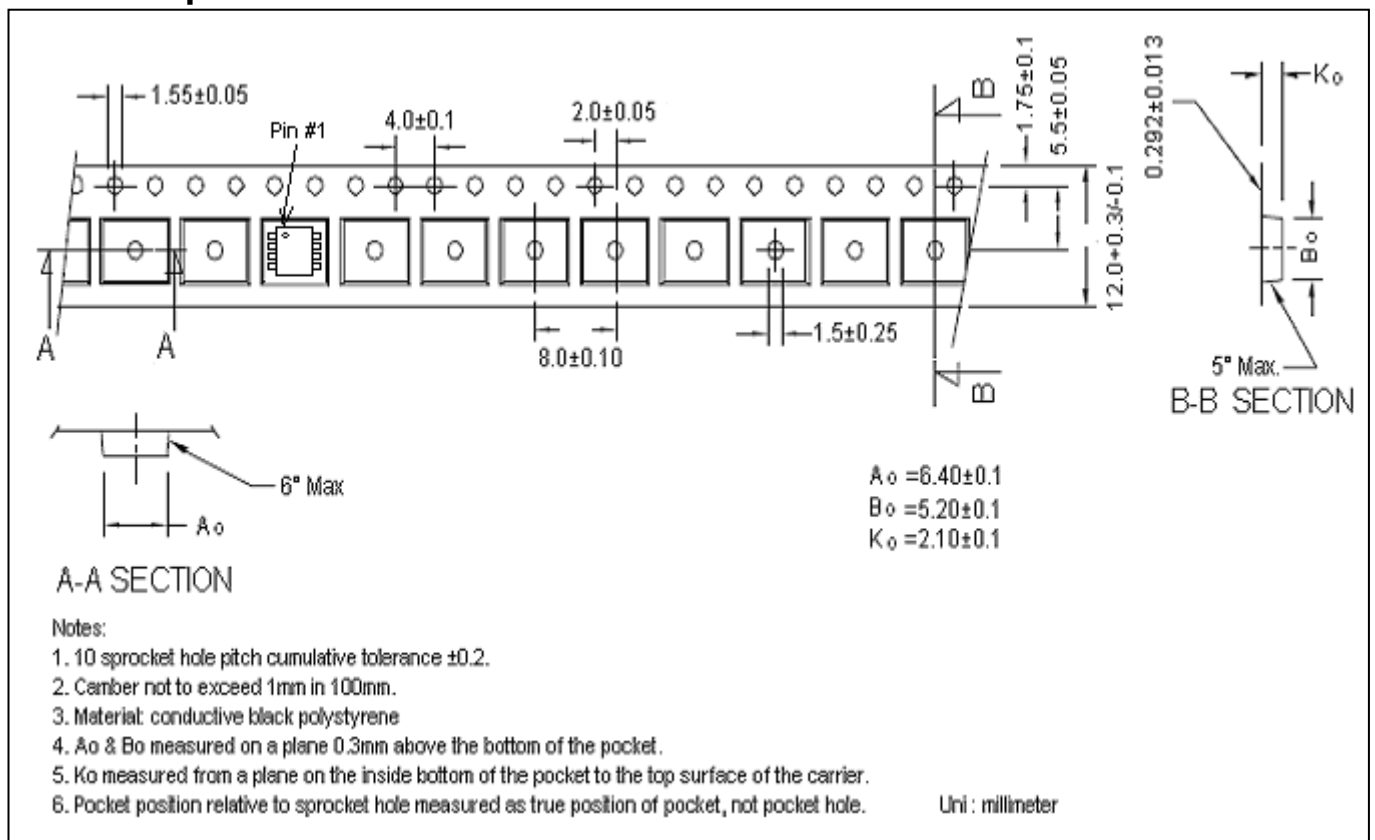 1.55±0.05
Pin #1
4.0±0.1
2.0±0.05
B
1.75±0.1
5.5±0.05
0.292±0.013
Ko
12.0+0.3/-0.1
Bo
A
A
8.0±0.10
1.5±0.25
B
5° Max.
B-B SECTION
6° Max
Ao
A-A SECTION
Ao =6.40±0.1
Bo =5.20±0.1
Ko =2.10±0.1
Notes:
1. 10 sprocket hole pitch cumulative tolerance ±0.2.
2. Camber not to exceed 1mm in 100mm.
3. Material: conductive black polystyrene
4. Ao & Bo measured on a plane 0.3mm above the bottom of the pocket.
5. Ko measured from a plane on the inside bottom of the pocket to the top surface of the carrier.
6. Pocket position relative to sprocket hole measured as true position of pocket, not pocket hole. Uni : millimeter